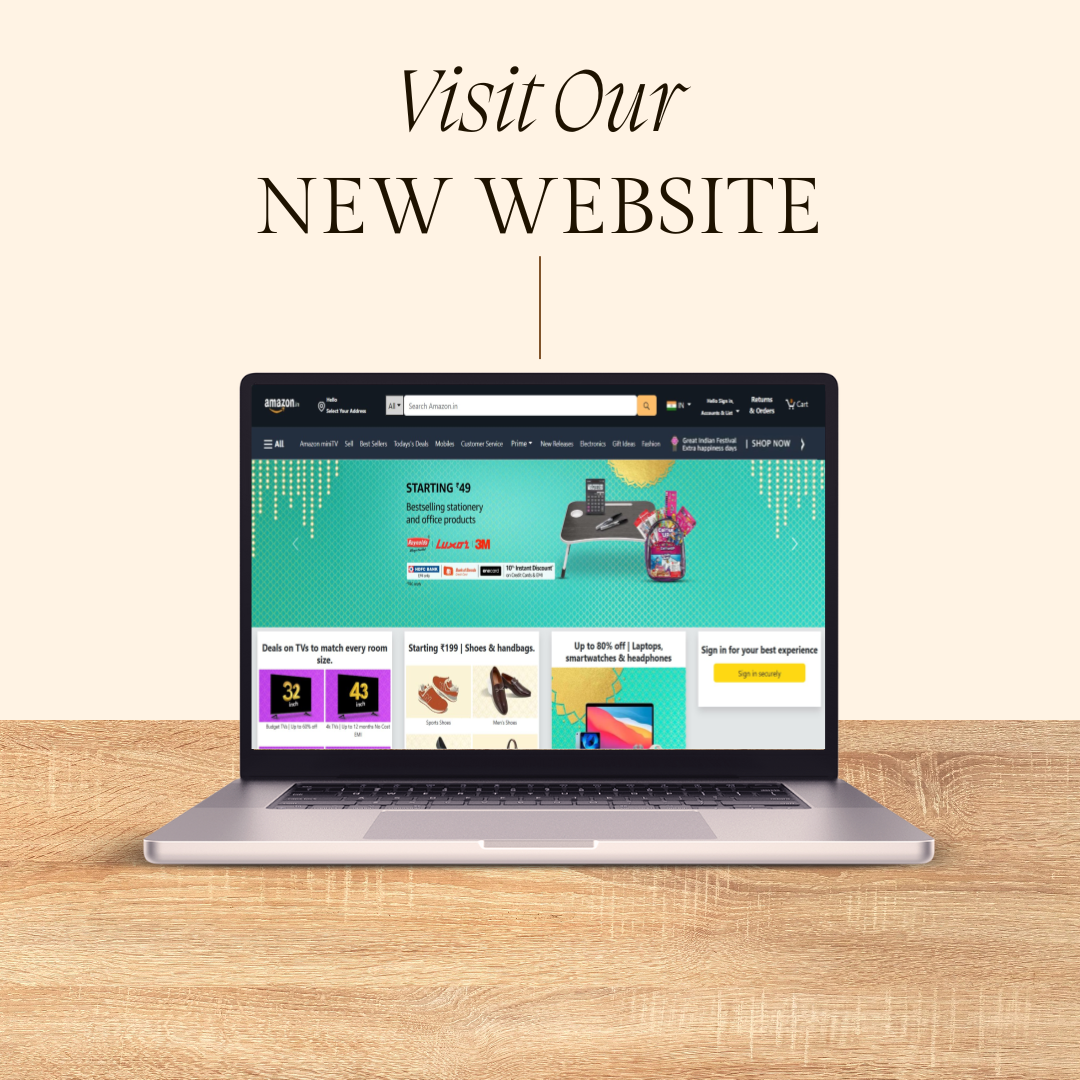 Visit Our
NEW WEBSITE
amazon.in
Hello
Select Your Address
All
Search Amazon.in
IN
Hello Sign in,
Accounts & List
Returns
& Orders
Cart
All
Amazon miniTV Sell Best Sellers Todays's Deals Mobiles Customer Service Prime New Releases Electronics Gift Ideas Fashion
Great Indian Festival
Extra happiness days
SHOP NOW
STARTING ₹49
Bestselling stationery
and office products
Reynolds Luxor 3M
HDFC BANK
Bank of Baroda
onecard
10% Instant Discount*
on Credit Cards & EMI
Deals on TVs to match every room
size.
32
inch
43
inch
Budget TVs | Up to 60% off
4k TVs | Up to 12 months No Cost
EMI
Starting ₹199 | Shoes & handbags.
Sports Shoes
Men's Shoes
Up to 80% off | Laptops,
smartwatches & headphones
Sign in for your best experience
Sign in securely